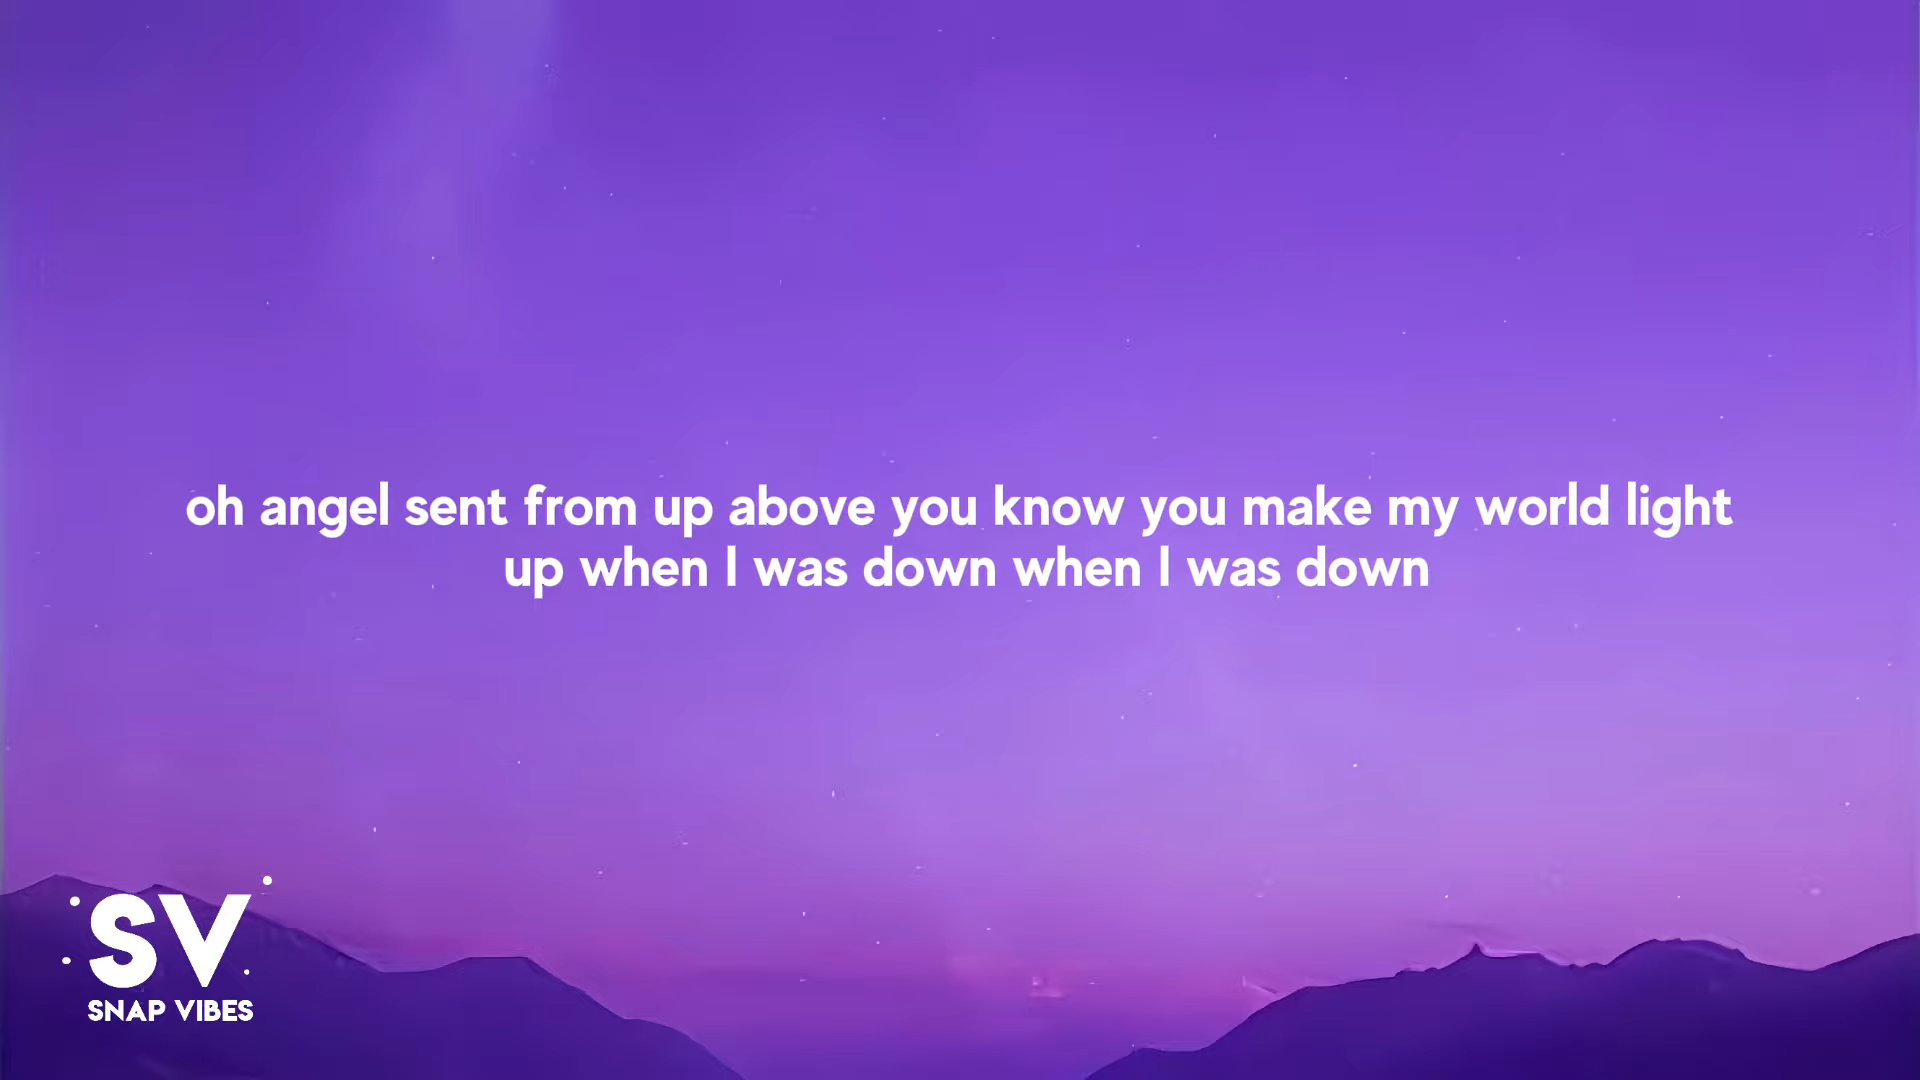 oh angel sent from up above you know you make my world light
up when I was down when I was down
SV
SNAP VIBES